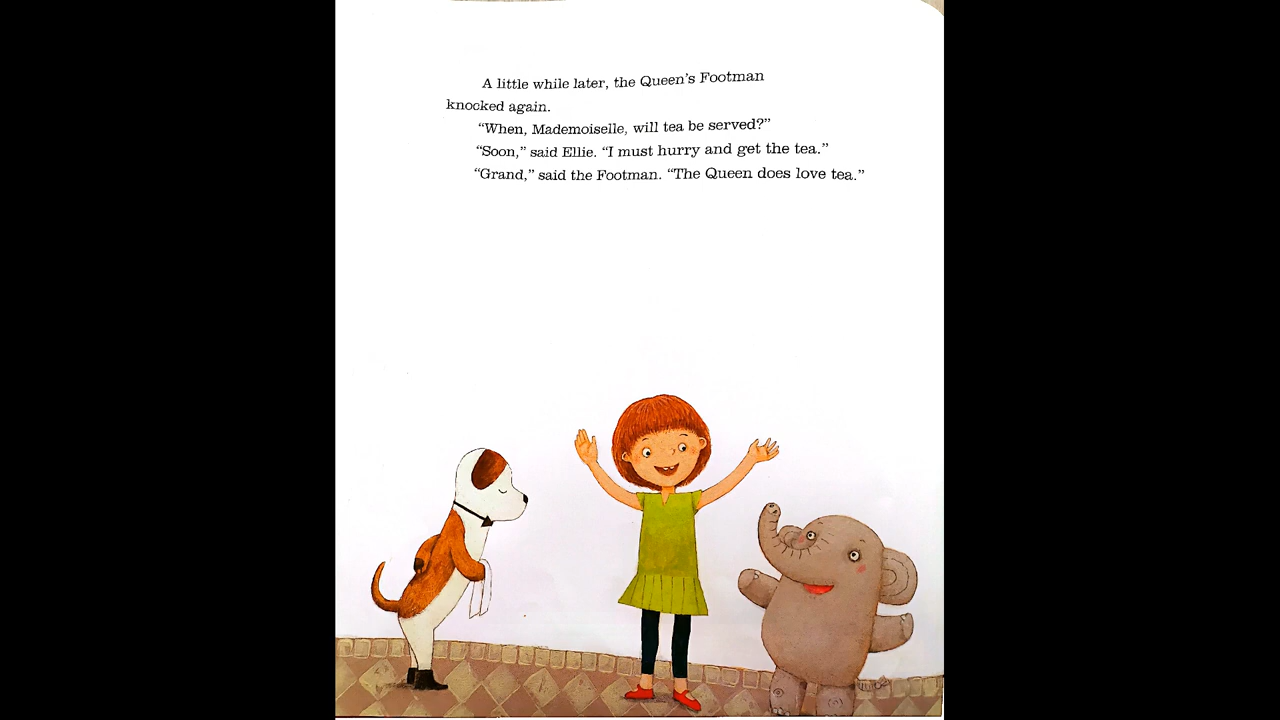 A little while later, the Queen's Footman
knocked again.
"When, Mademoiselle, will tea be served?"
"Soon," said Ellie. "I must hurry and get the tea."
"Grand," said the Footman. "The Queen does love tea."